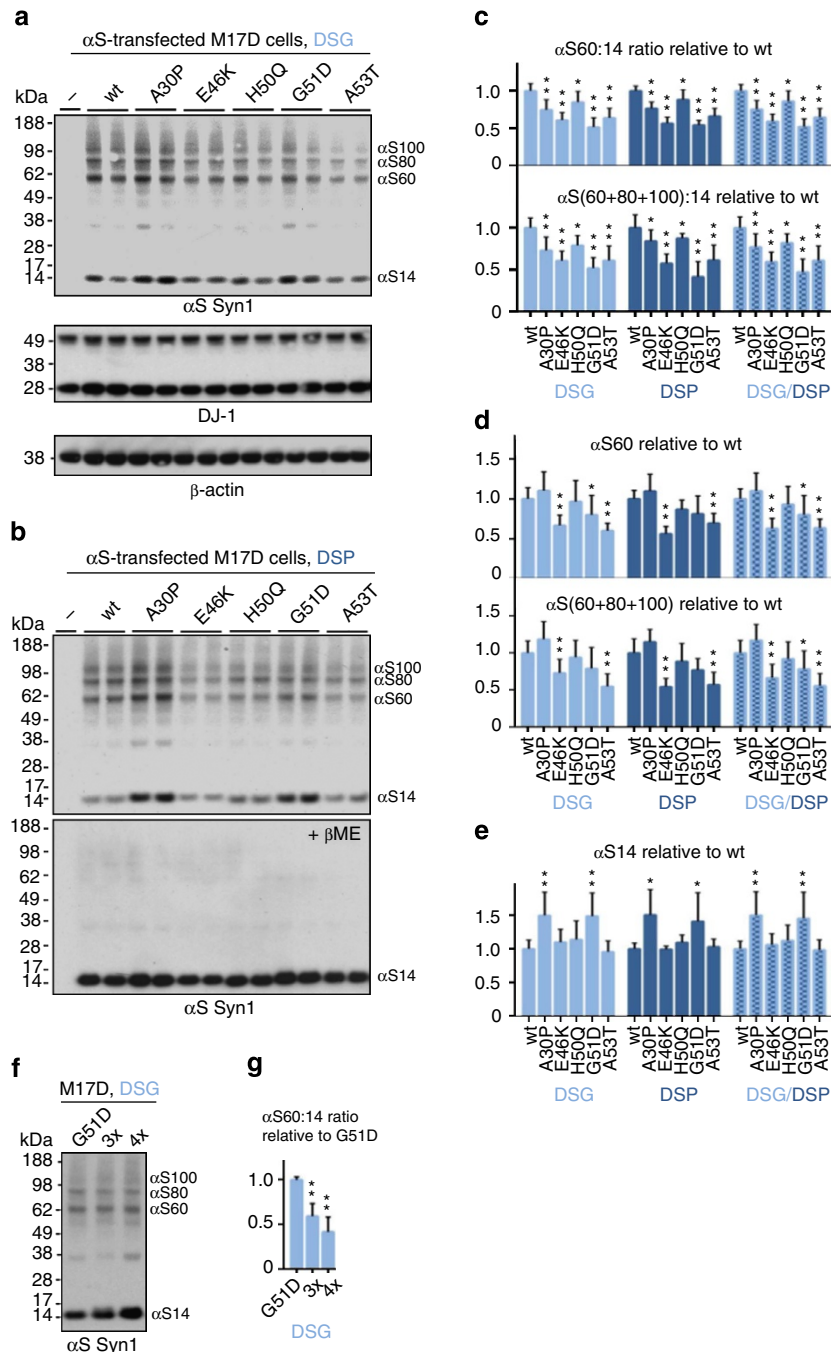 a
αS-transfected M17D cells, DSG
kDa
– wt A30P E46K H50Q G51D A53T
188-
98-
62-
49-
38-
28-
17-
14-
αS100
αS80
αS60
αS14
αS Syn1
49-
38-
28-
DJ-1
38-
β-actin
b
αS-transfected M17D cells, DSP
kDa
– wt A30P E46K H50Q G51D A53T
188-
98-
62-
49-
38-
28-
17-
14-
αS100
αS80
αS60
αS14
+ βME
188-
98-
62-
49-
38-
28-
17-
14-
αS14
αS Syn1
c
αS60:14 ratio relative to wt
1.0
0.5
0
** ** * ** ** ** ** * ** ** ** ** * ** **
αS(60+80+100):14 relative to wt
1.0
0.5
0
** ** * ** ** * ** * ** ** ** ** * ** **
wt A30P E46K H50Q G51D A53T wt A30P E46K H50Q G51D A53T wt A30P E46K H50Q G51D A53T
DSG DSP DSG/DSP
d
αS60 relative to wt
1.5
1.0
0.5
0
** * ** ** ** ** * **
αS(60+80+100) relative to wt
1.5
1.0
0.5
0
** ** ** ** ** * **
wt A30P E46K H50Q G51D A53T wt A30P E46K H50Q G51D A53T wt A30P E46K H50Q G51D A53T
DSG DSP DSG/DSP
e
αS14 relative to wt
1.5
1.0
0.5
0
** ** * * ** **
wt A30P E46K H50Q G51D A53T wt A30P E46K H50Q G51D A53T wt A30P E46K H50Q G51D A53T
DSG DSP DSG/DSP
f
M17D, DSG
kDa
G51D 3x 4x
188-
98-
62-
49-
38-
28-
17-
14-
αS100
αS80
αS60
αS14
αS Syn1
g
αS60:14 ratio
relative to G51D
1.0
0.5
0
** **
G51D 3x 4x
DSG